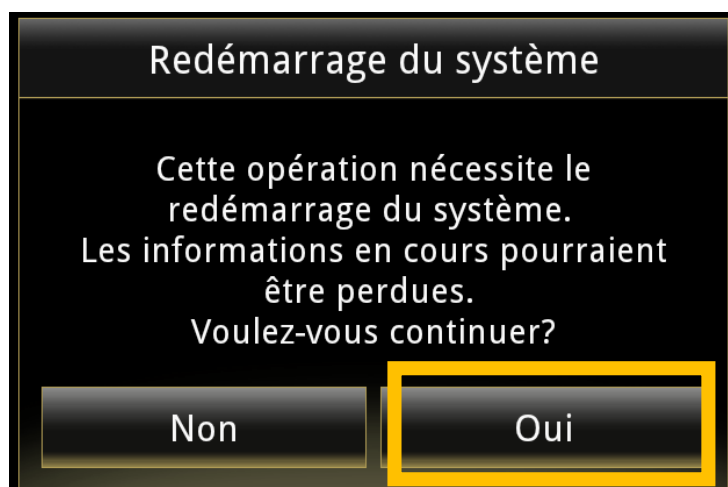 Redémarrage du système
Cette opération nécessite le
redémarrage du système.
Les informations en cours pourraient
être perdues.
Voulez-vous continuer?
Non
Oui